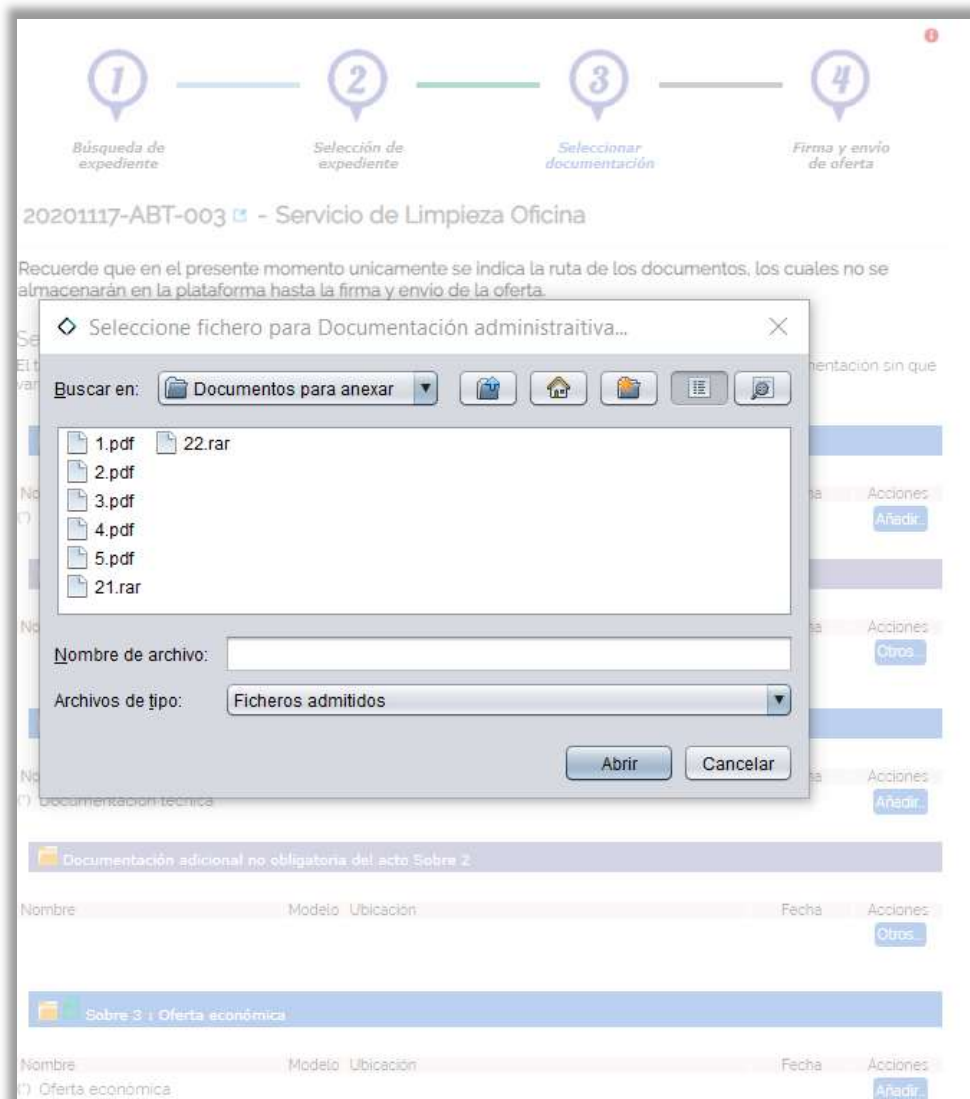 1
2
3
4
Búsqueda de
expediente
Selección de
expediente
Seleccionar
documentación
Firma y envío
de oferta
20201117-ABT-003 - Servicio de Limpieza Oficina
Recuerde que en el presente momento unicamente se indica la ruta de los documentos, los cuales no se
almacenarán en la plataforma hasta la firma y envío de la oferta.
Seleccione fichero para Documentación administraitiva...
Buscar en: Documentos para anexar
1.pdf 22.rar
2.pdf
3.pdf
4.pdf
5.pdf
21.rar
Nombre de archivo:
Archivos de tipo: Ficheros admitidos
Abrir Cancelar
sin que
Acciones
Añadir...
Acciones
Otros...
Acciones
(*) Documentación técnica Añadir...
Documentación adicional no obligatoria del acto Sobre 2
Nombre Modelo Ubicación Fecha Acciones
Otros...
Sobre 3 : Oferta económica
Nombre Modelo Ubicación Fecha Acciones
(*) Oferta económica Añadir...